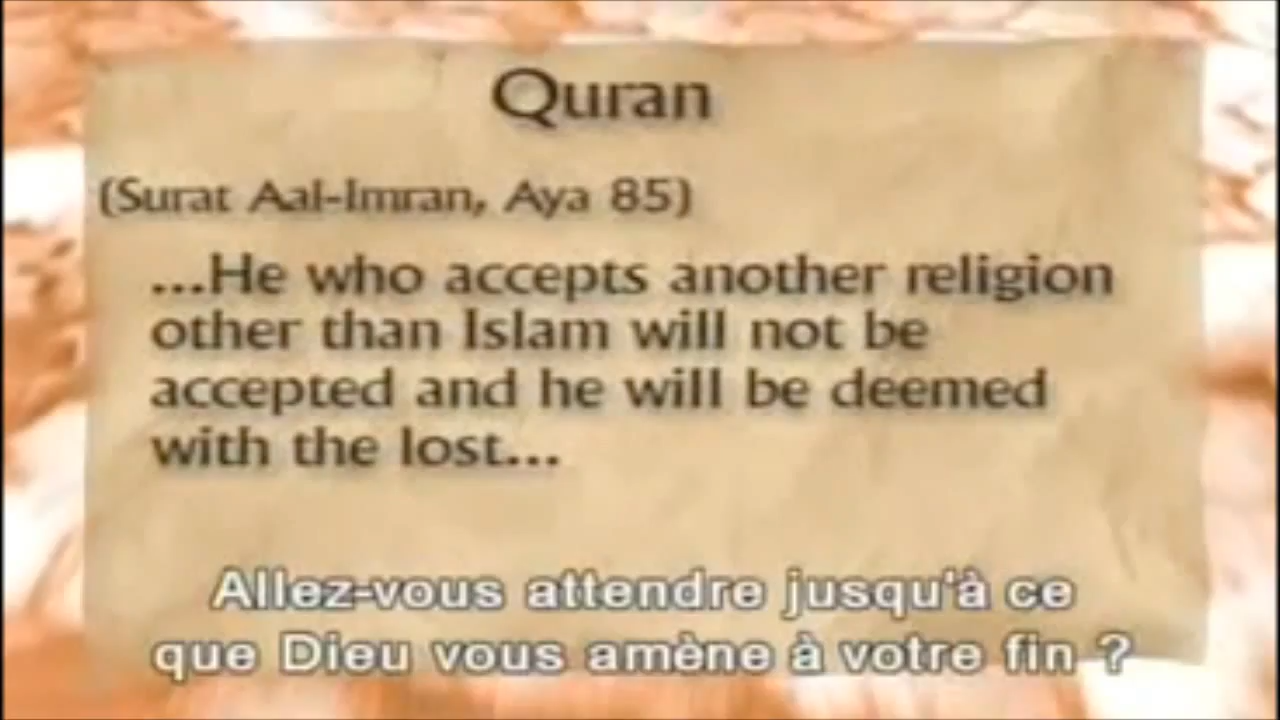 Quran
(Surat Aal-Imran, Aya 85)
...He who accepts another religion
other than Islam will not be
accepted and he will be deemed
with the lost...
Allez-vous attendre jusqu'à ce
que Dieu vous amène à votre fin ?